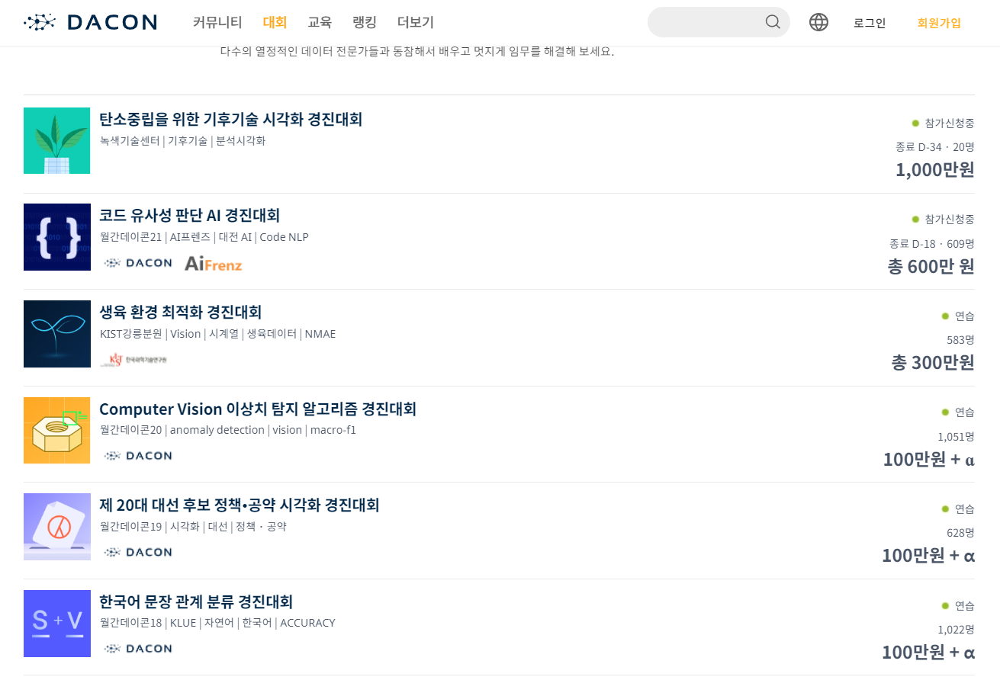 DACON 커뮤니티 대회 교육 랭킹 더보기 로그인 회원가입
다수의 열정적인 데이터 전문가들과 동참해서 배우고 멋지게 임무를 해결해 보세요.
탄소중립을 위한 기후기술 시각화 경진대회
녹색기술센터 | 기후기술 | 분석시각화
참가신청중
종료 D-34 · 20명
1,000만원
코드 유사성 판단 AI 경진대회
월간데이콘21 | AI프렌즈 | 대전 AI | Code NLP
DACON AiFrenz
참가신청중
종료 D-18 · 609명
총 600만 원
생육 환경 최적화 경진대회
KIST강릉분원 | Vision | 시계열 | 생육데이터 | NMAE
KIST 한국과학기술연구원
연습
583명
총 300만원
Computer Vision 이상치 탐지 알고리즘 경진대회
월간데이콘20 | anomaly detection | vision | macro-f1
DACON
연습
1,051명
100만원 + α
제 20대 대선 후보 정책•공약 시각화 경진대회
월간데이콘19 | 시각화 | 대선 | 정책 · 공약
DACON
연습
628명
100만원 + α
S + V
한국어 문장 관계 분류 경진대회
월간데이콘18 | KLUE | 자연어 | 한국어 | ACCURACY
DACON
연습
1,022명
100만원 + α